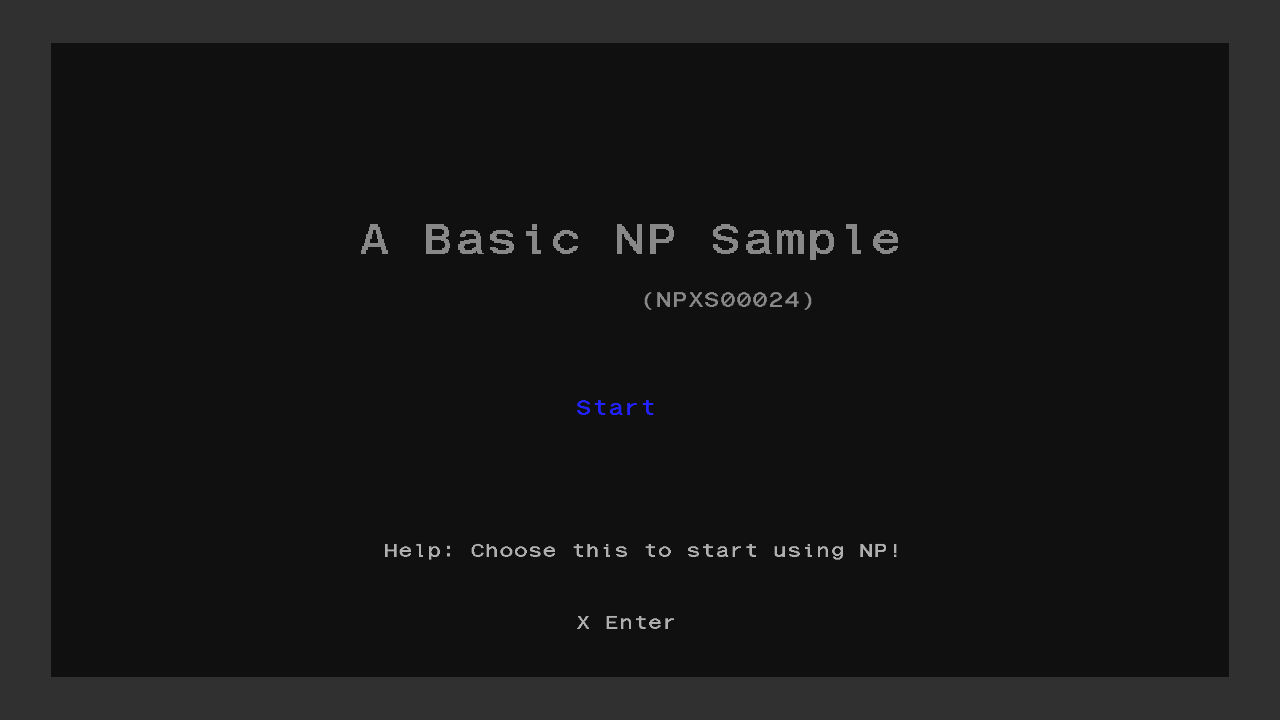 A Basic NP Sample
(NPXS00024)
Start
Help: Choose this to start using NP!
X Enter